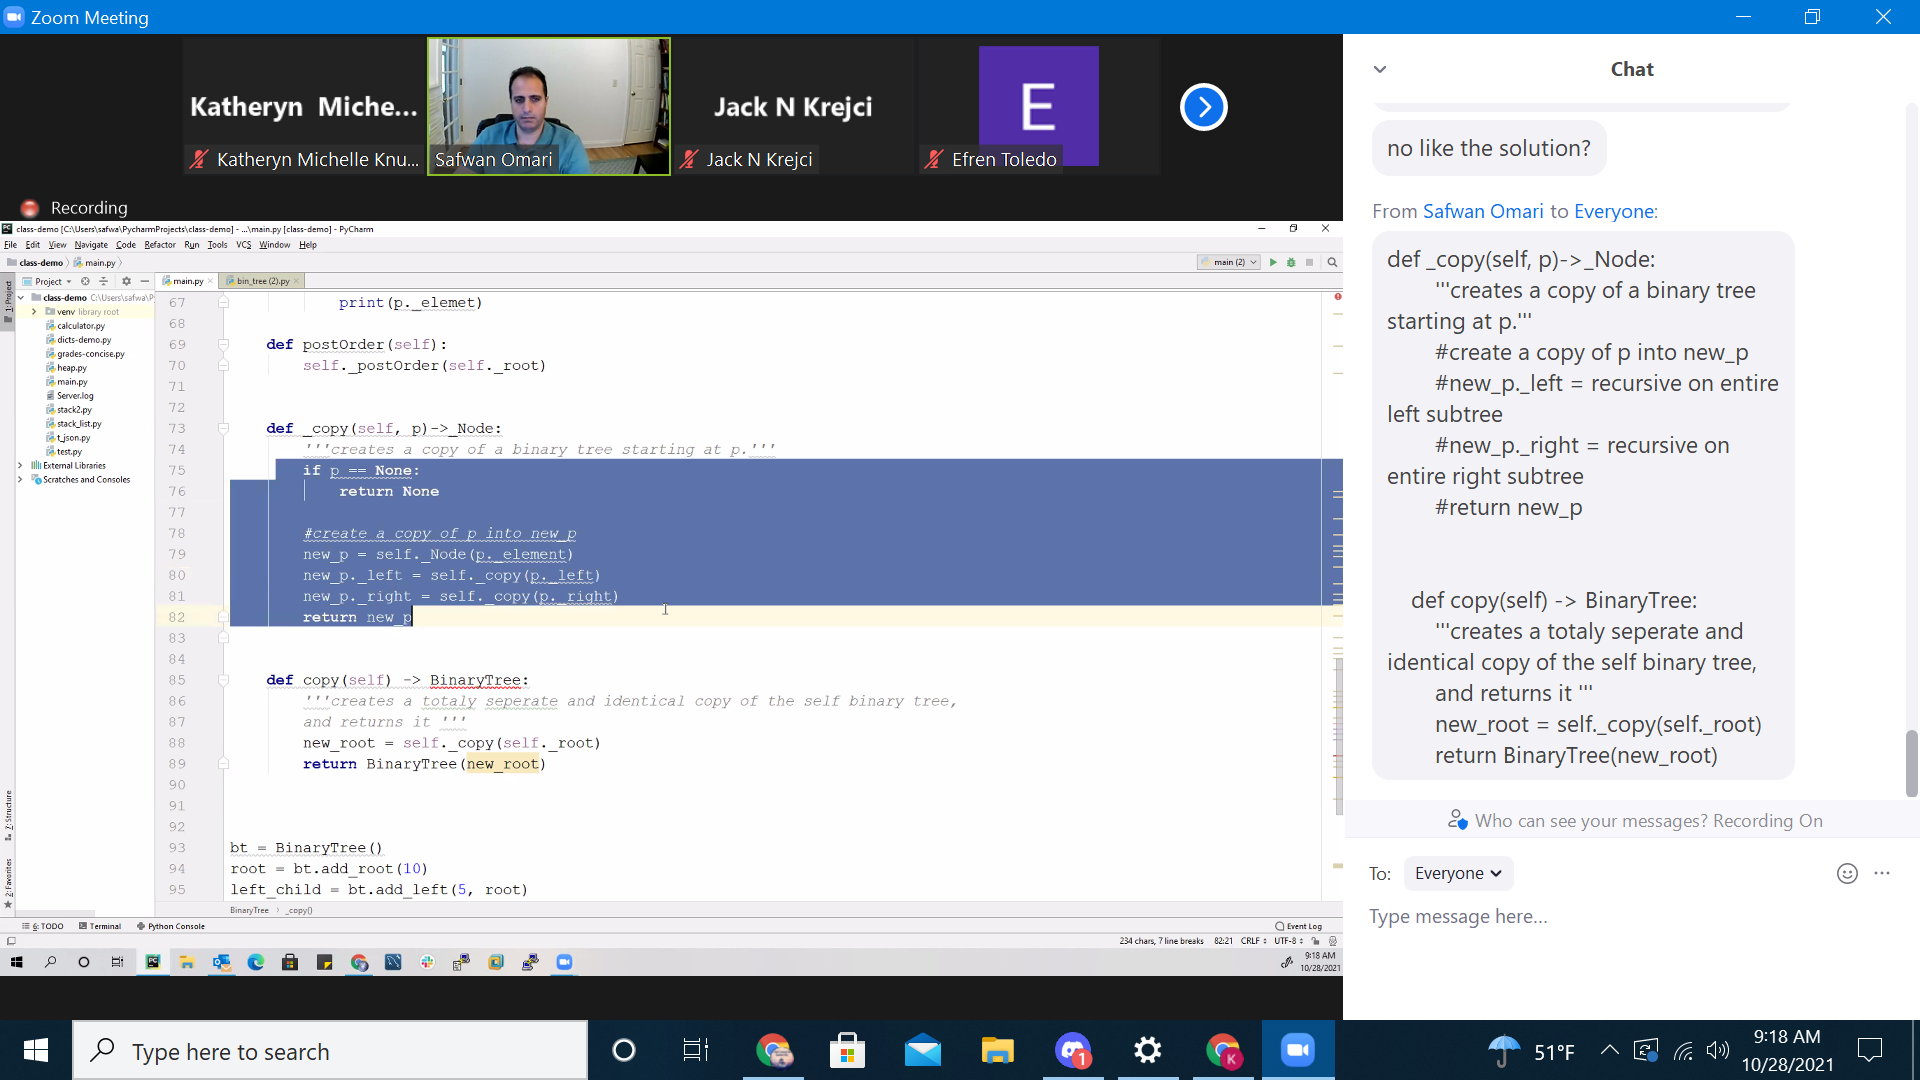 Zoom Meeting
Katheryn Miche...
Katheryn Michelle Knu...
Safwan Omari
Jack N Krejci
Jack N Krejci
E
Efren Toledo
Recording
class-demo [C:\Users\safwa\PycharmProjects\class-demo] - ...\main.py [class-demo] - PyCharm
File Edit View Navigate Code Refactor Run Tools VCS Window Help
class-demo main.py
main (2)
Project
main.py
bin_tree (2).py
1: Project
class-demo C:\Users\safwa\P
venv library root
calculator.py
dicts-demo.py
grades-concise.py
heap.py
main.py
Server.log
stack2.py
stack_list.py
t_json.py
test.py
External Libraries
Scratches and Consoles
7: Structure
2: Favorites
67 print(p._elemet)
68
69 def postOrder(self):
70 self._postOrder(self._root)
71
72
73 def _copy(self, p)->_Node:
74 '''creates a copy of a binary tree starting at p.'''
75 if p == None:
76 return None
77
78 #create a copy of p into new_p
79 new_p = self._Node(p._element)
80 new_p._left = self._copy(p._left)
81 new_p._right = self._copy(p._right)
82 return new_p
83
84
85 def copy(self) -> BinaryTree:
86 '''creates a totaly seperate and identical copy of the self binary tree,
87 and returns it '''
88 new_root = self._copy(self._root)
89 return BinaryTree(new_root)
90
91
92
93 bt = BinaryTree()
94 root = bt.add_root(10)
95 left_child = bt.add_left(5, root)
BinaryTree › _copy()
6: TODO Terminal Python Console
Event Log
234 chars, 7 line breaks 82:21 CRLF UTF-8
9:18 AM
10/28/2021
Chat
no like the solution?
From Safwan Omari to Everyone:
def _copy(self, p)->_Node:
'''creates a copy of a binary tree
starting at p.'''
#create a copy of p into new_p
#new_p._left = recursive on entire
left subtree
#new_p._right = recursive on
entire right subtree
#return new_p
def copy(self) -> BinaryTree:
'''creates a totaly seperate and
identical copy of the self binary tree,
and returns it '''
new_root = self._copy(self._root)
return BinaryTree(new_root)
Who can see your messages? Recording On
To: Everyone
Type message here...
Type here to search
1
K
51°F
9:18 AM
10/28/2021